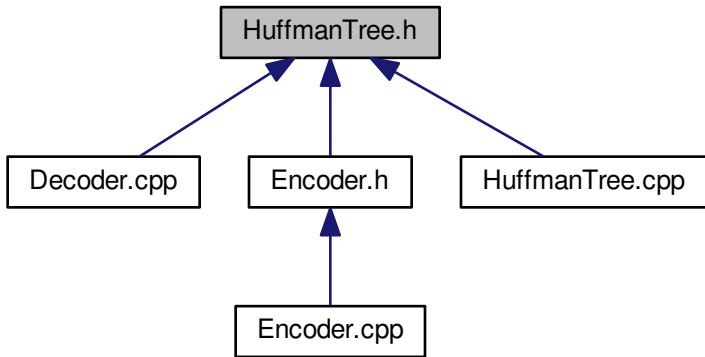 HuffmanTree.h
Decoder.cpp
Encoder.h
HuffmanTree.cpp
Encoder.cpp